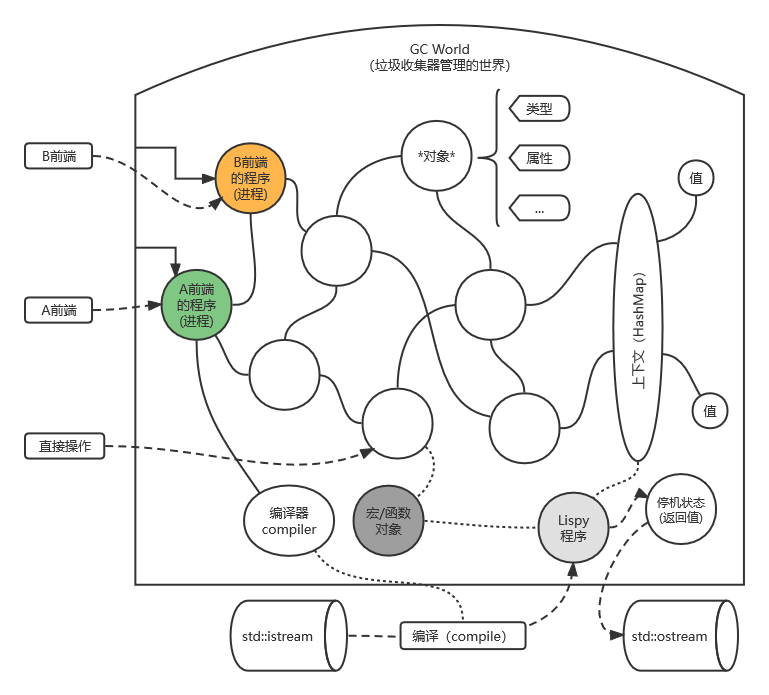 GC World
(垃圾收集器管理的世界)
类型
*对象*
属性
...
B前端
B前端
的程序
(进程)
值
A前端
A前端
的程序
(进程)
上下文（HashMap）
值
直接操作
编译器
compiler
宏/函数
对象
Lispy
程序
停机状态
(返回值)
std::istream
编译（compile）
std::ostream